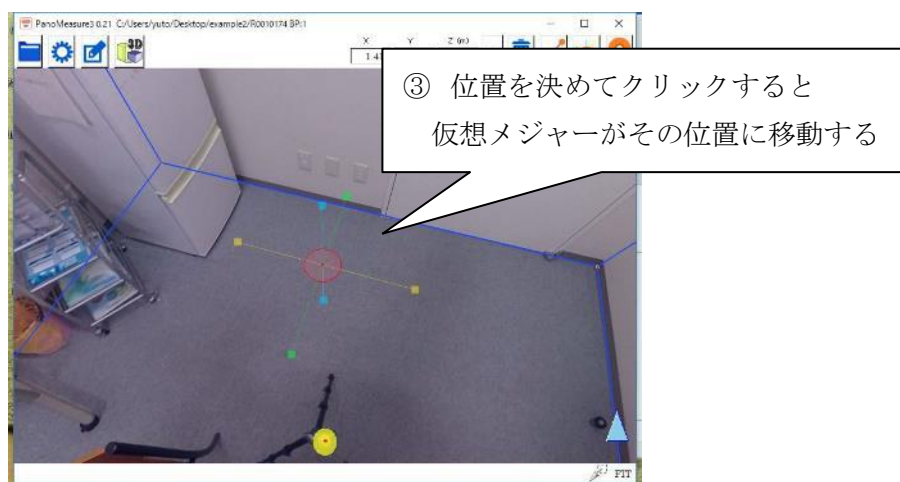 PanoMeasure3 0.21 C:/Users/yuto/Desktop/example2/R0010174 BP:1
3D
X Y Z (m)
③ 位置を決めてクリックすると
仮想メジャーがその位置に移動する
FIT